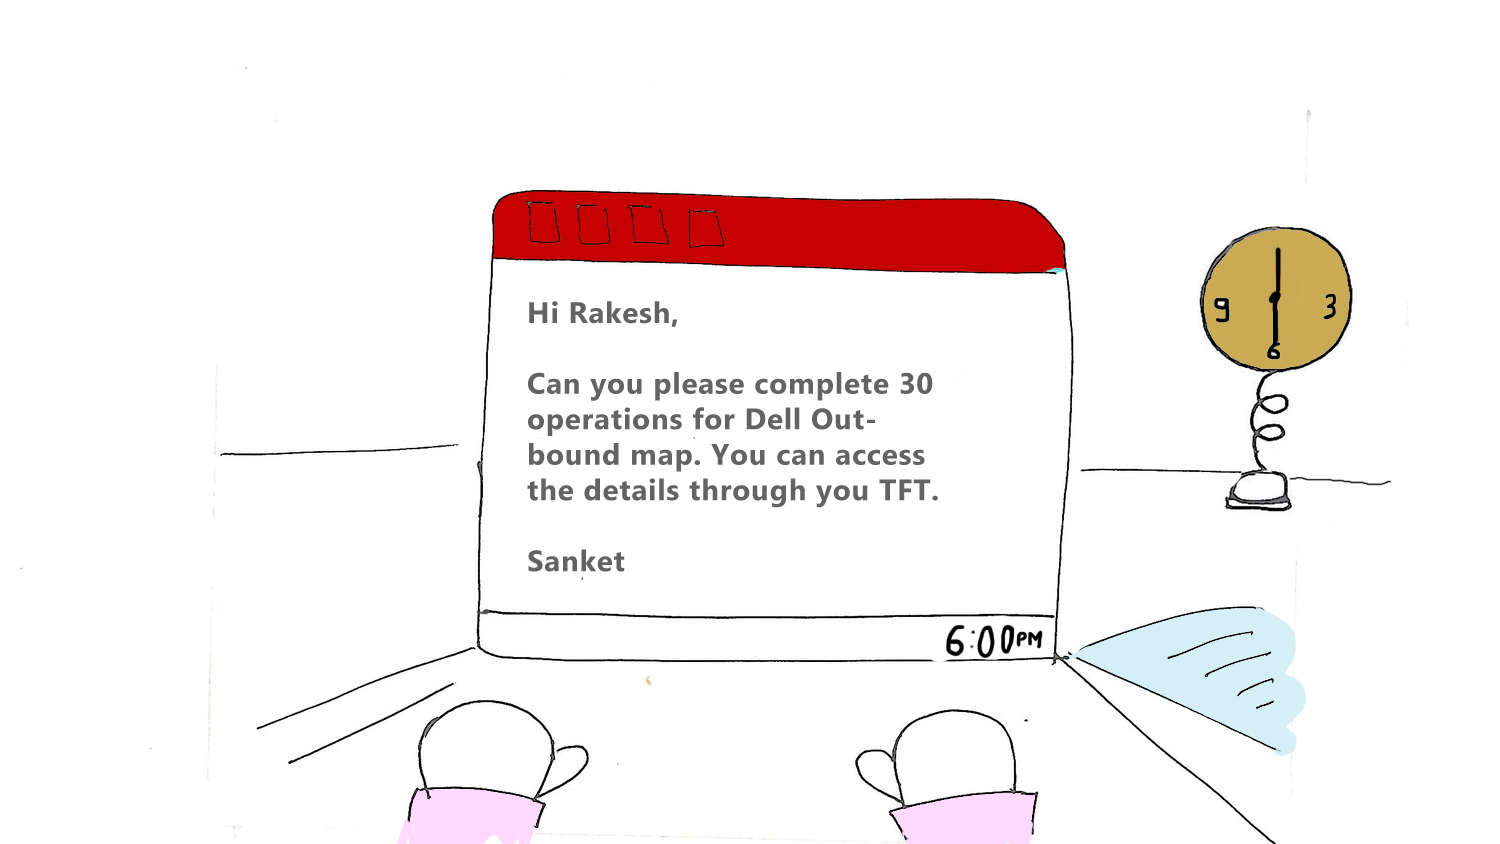 Hi Rakesh,
Can you please complete 30
operations for Dell Out-
bound map. You can access
the details through you TFT.
Sanket
9 3
6
6:00PM